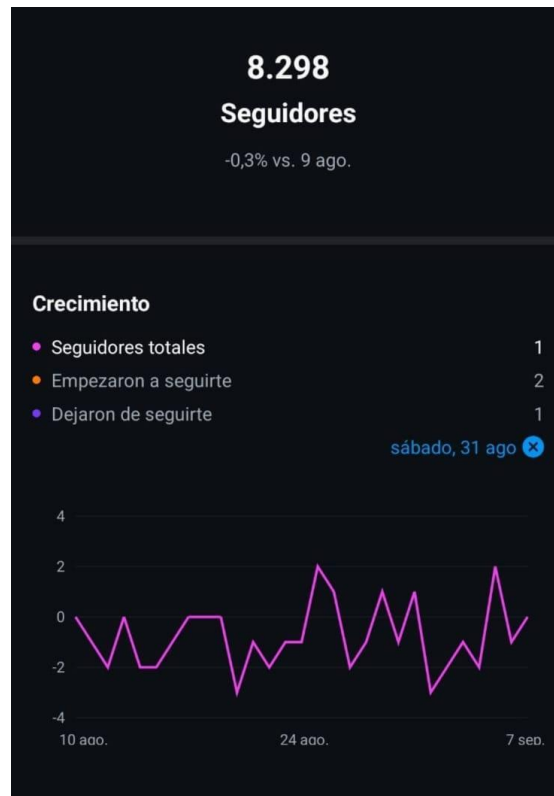 8.298
Seguidores
-0,3% vs. 9 ago.
Crecimiento
Seguidores totales 1
Empezaron a seguirte 2
Dejaron de seguirte 1
sábado, 31 ago
4
2
0
-2
-4
10 ago. 24 ago. 7 sep.